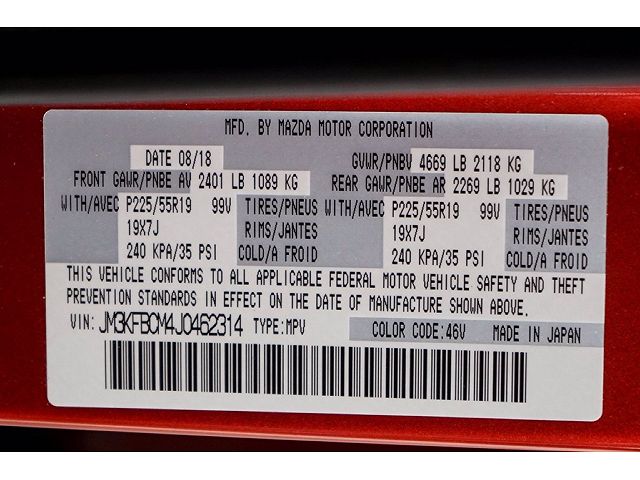 MFD. BY MAZDA MOTOR CORPORATION
DATE 08/18 GVWR/PNBV 4669 LB 2118 KG
FRONT GAWR/PNBE AV 2401 LB 1089 KG REAR GAWR/PNBE AR 2269 LB 1029 KG
WITH/AVEC P225/55R19 99V TIRES/PNEUS WITH/AVEC P225/55R19 99V TIRES/PNEUS
19X7J RIMS/JANTES 19X7J RIMS/JANTES
240 KPA/35 PSI COLD/A FROID 240 KPA/35 PSI COLD/A FROID
THIS VEHICLE CONFORMS TO ALL APPLICABLE FEDERAL MOTOR VEHICLE SAFETY AND THEFT
PREVENTION STANDARDS IN EFFECT ON THE DATE OF MANUFACTURE SHOWN ABOVE.
VIN: JM3KFBCM4J0462314 TYPE:MPV COLOR CODE:46V MADE IN JAPAN